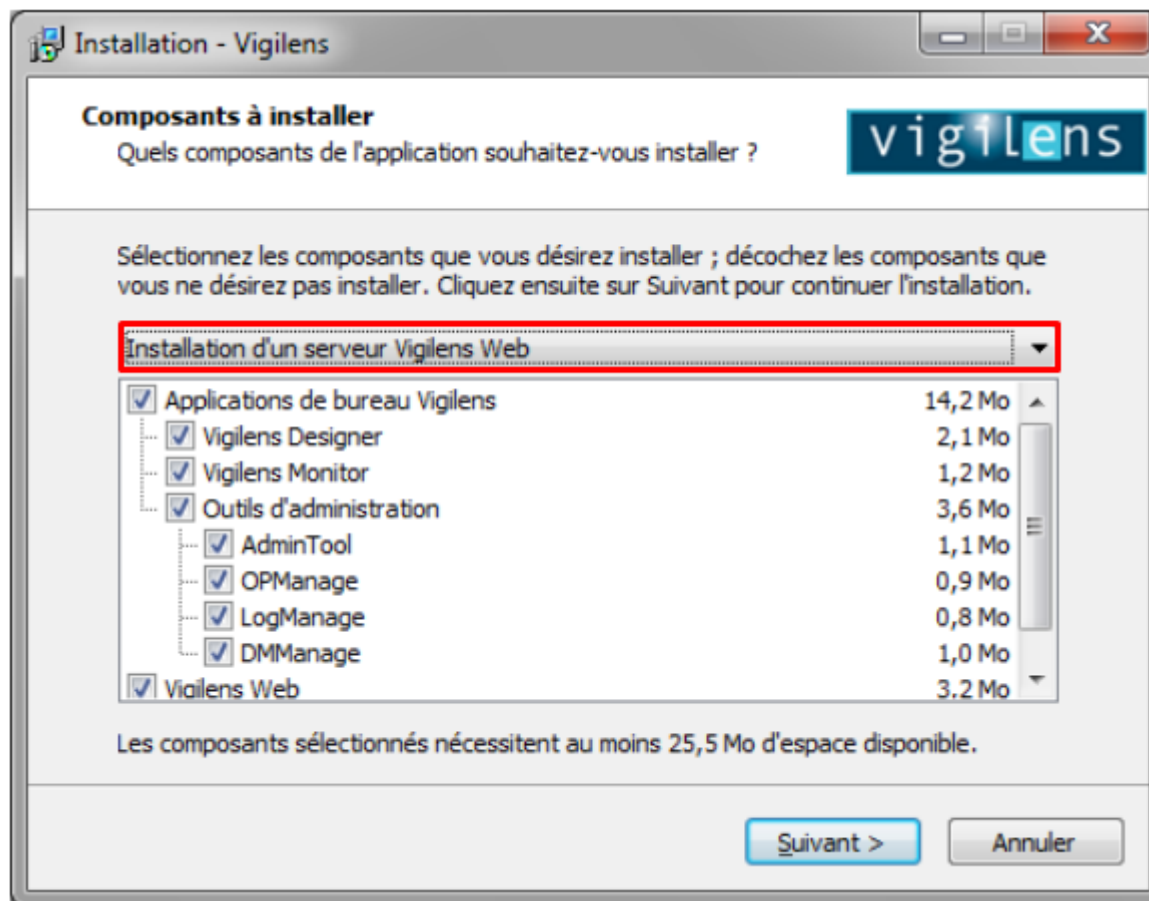 Installation - Vigilens
Composants à installer
Quels composants de l'application souhaitez-vous installer ?
vigilens
Sélectionnez les composants que vous désirez installer ; décochez les composants que
vous ne désirez pas installer. Cliquez ensuite sur Suivant pour continuer l'installation.
Installation d'un serveur Vigilens Web
Applications de bureau Vigilens 14,2 Mo
Vigilens Designer 2,1 Mo
Vigilens Monitor 1,2 Mo
Outils d'administration 3,6 Mo
AdminTool 1,1 Mo
OPManage 0,9 Mo
LogManage 0,8 Mo
DMManage 1,0 Mo
Vigilens Web 3,2 Mo
Les composants sélectionnés nécessitent au moins 25,5 Mo d'espace disponible.
Suivant >
Annuler